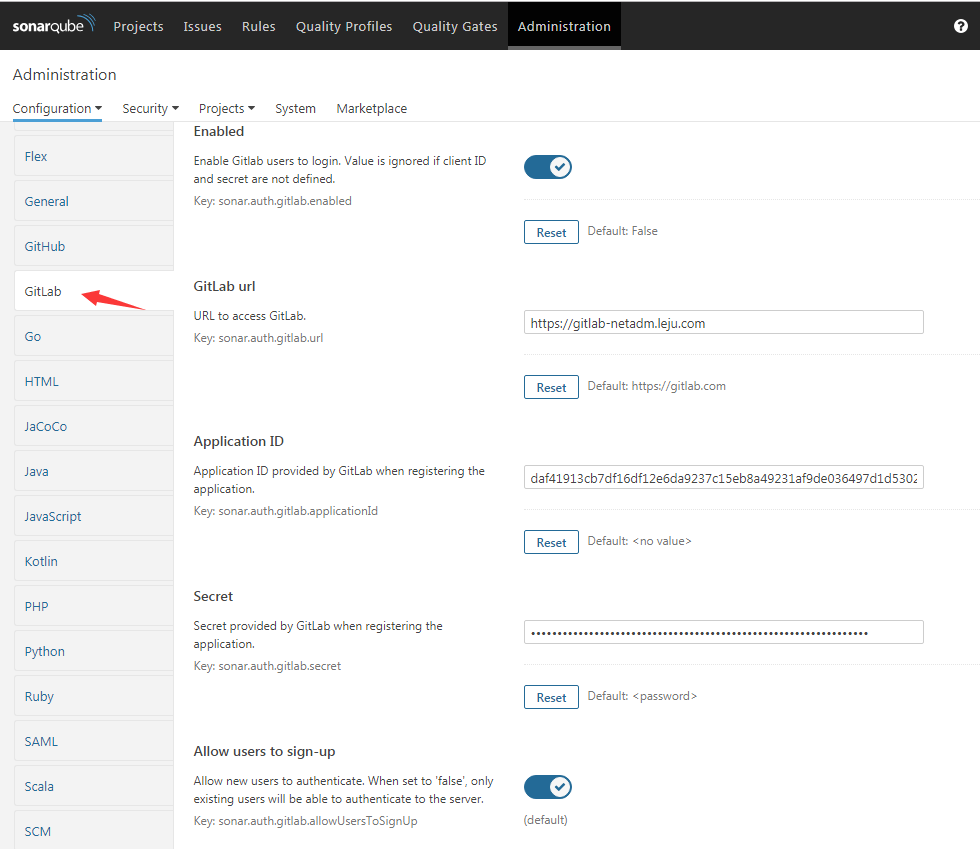 sonarqube Projects Issues Rules Quality Profiles Quality Gates Administration ?
Administration
Configuration Security Projects System Marketplace
Flex
General
GitHub
GitLab
Go
HTML
JaCoCo
Java
JavaScript
Kotlin
PHP
Python
Ruby
SAML
Scala
SCM
Enabled
Enable Gitlab users to login. Value is ignored if client ID
and secret are not defined.
Key: sonar.auth.gitlab.enabled
Reset Default: False
GitLab url
URL to access GitLab.
Key: sonar.auth.gitlab.url
https://gitlab-netadm.leju.com
Reset Default: https://gitlab.com
Application ID
Application ID provided by GitLab when registering the
application.
Key: sonar.auth.gitlab.applicationId
daf41913cb7df16df12e6da9237c15eb8a49231af9de036497d1d5302
Reset Default: <no value>
Secret
Secret provided by GitLab when registering the
application.
Key: sonar.auth.gitlab.secret
Reset Default: <password>
Allow users to sign-up
Allow new users to authenticate. When set to 'false', only
existing users will be able to authenticate to the server.
Key: sonar.auth.gitlab.allowUsersToSignUp
(default)